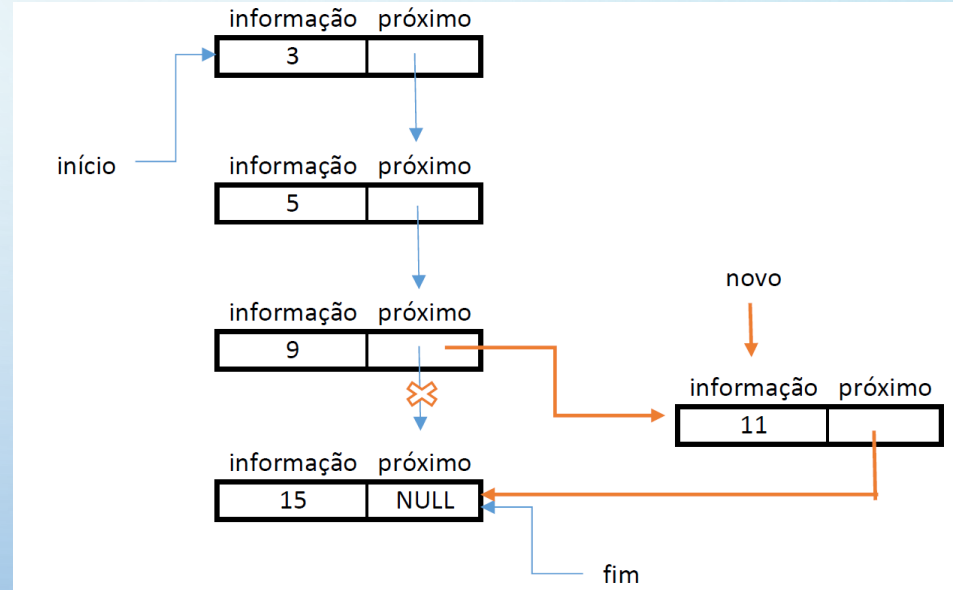 informação próximo
3
início
informação próximo
5
novo
informação próximo
9
informação próximo
11
informação próximo
15 NULL
fim